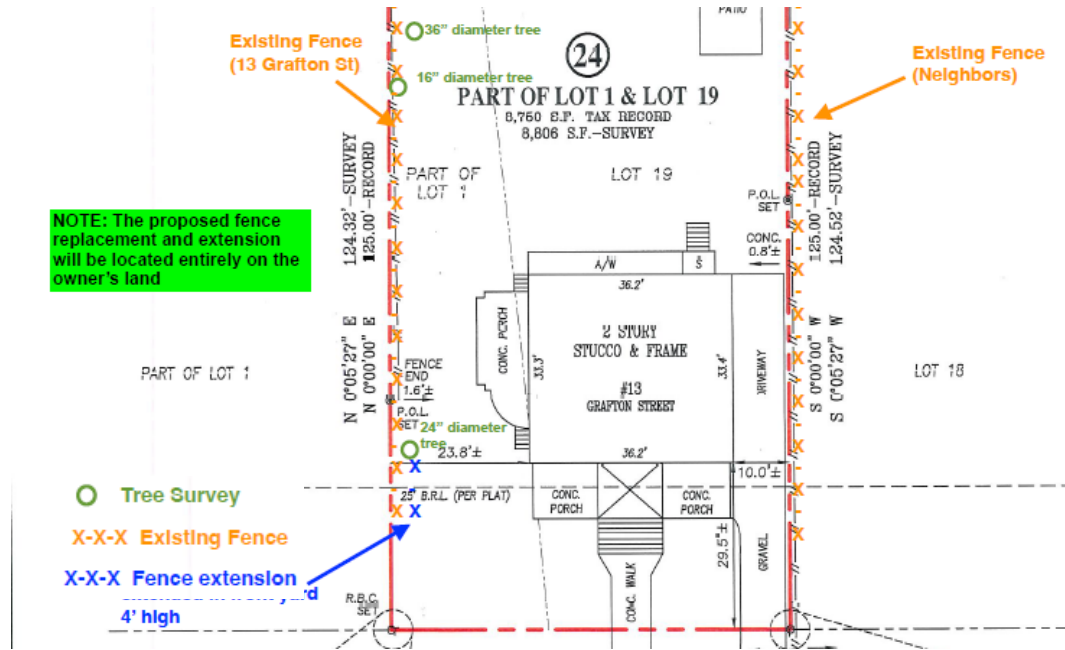 PATIO
36" diameter tree
Existing Fence
(13 Grafton St)
24
Existing Fence
(Neighbors)
16" diameter tree
PART OF LOT 1 & LOT 19
8,760 S.F. TAX RECORD
8,806 S.F.-SURVEY
124.32'-SURVEY
125.00'-RECORD
PART OF
LOT 1
LOT 19
125.00'-RECORD
124.52'-SURVEY
P.O.L.
SET
NOTE: The proposed fence
replacement and extension
will be located entirely on the
owner's land
CONC.
0.8'±
A/W
S
36.2'
CONC. PORCH
33.3'
2 STORY
STUCCO & FRAME
33.4'
#13
GRAFTON STREET
DRIVEWAY
N 0°05'27" E
N 0°00'00" E
S 0°00'00" W
S 0°05'27" W
PART OF LOT 1
LOT 18
FENCE
END
1.6'±
P.O.L.
SET
24" diameter
tree
23.8'±
36.2'
10.0'±
25' B.R.L. (PER PLAT)
CONC.
PORCH
CONC.
PORCH
Tree Survey
X-X-X Existing Fence
X-X-X Fence extension
4' high
29.5'±
GRAVEL
CONC. WALK
R.B.C.
SET